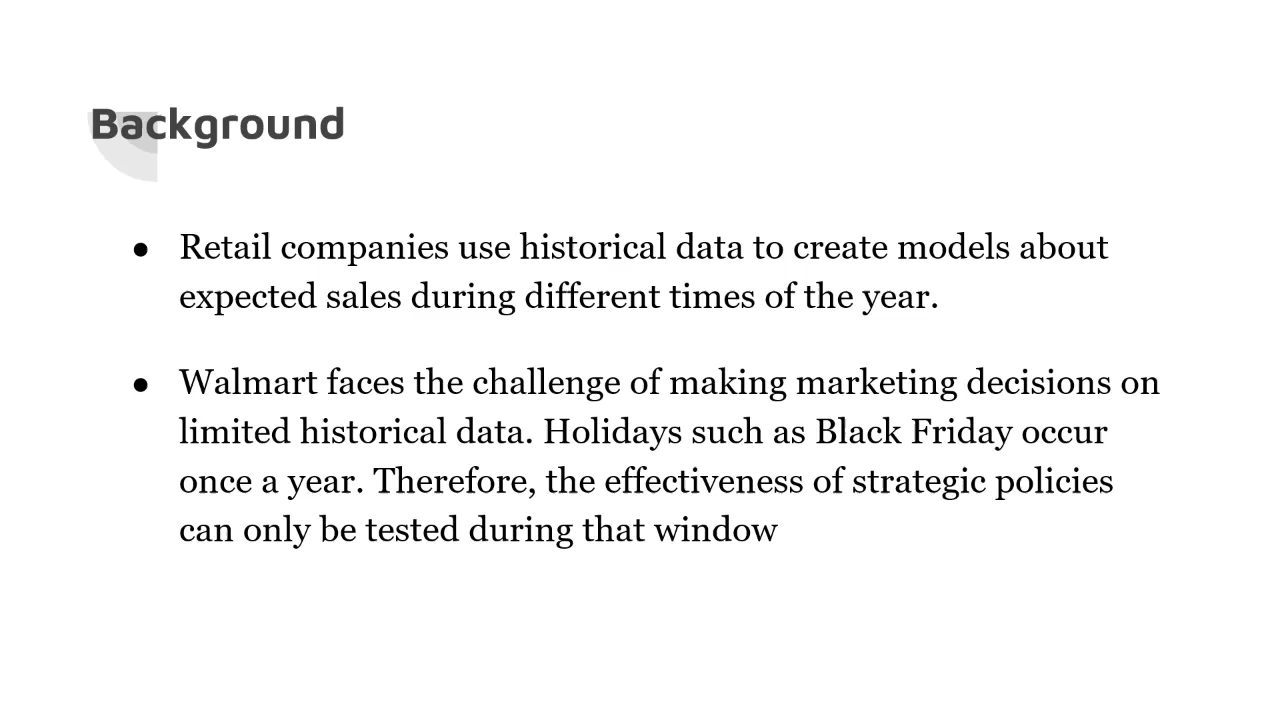 Background
● Retail companies use historical data to create models about
expected sales during different times of the year.
● Walmart faces the challenge of making marketing decisions on
limited historical data. Holidays such as Black Friday occur
once a year. Therefore, the effectiveness of strategic policies
can only be tested during that window